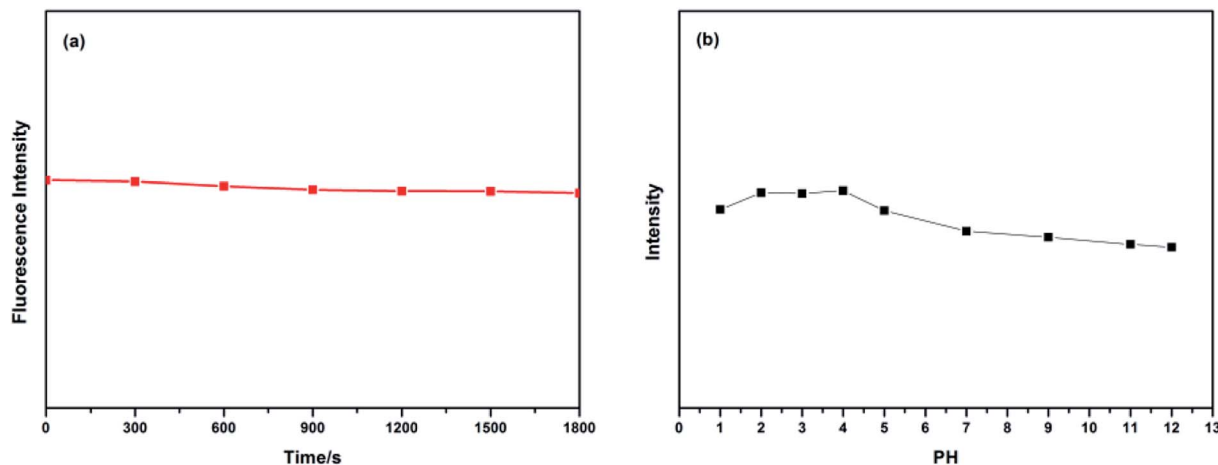 (a)
Fluorescence Intensity
0 300 600 900 1200 1500 1800
Time/s
(b)
Intensity
0 1 2 3 4 5 6 7 8 9 10 11 12 13
PH